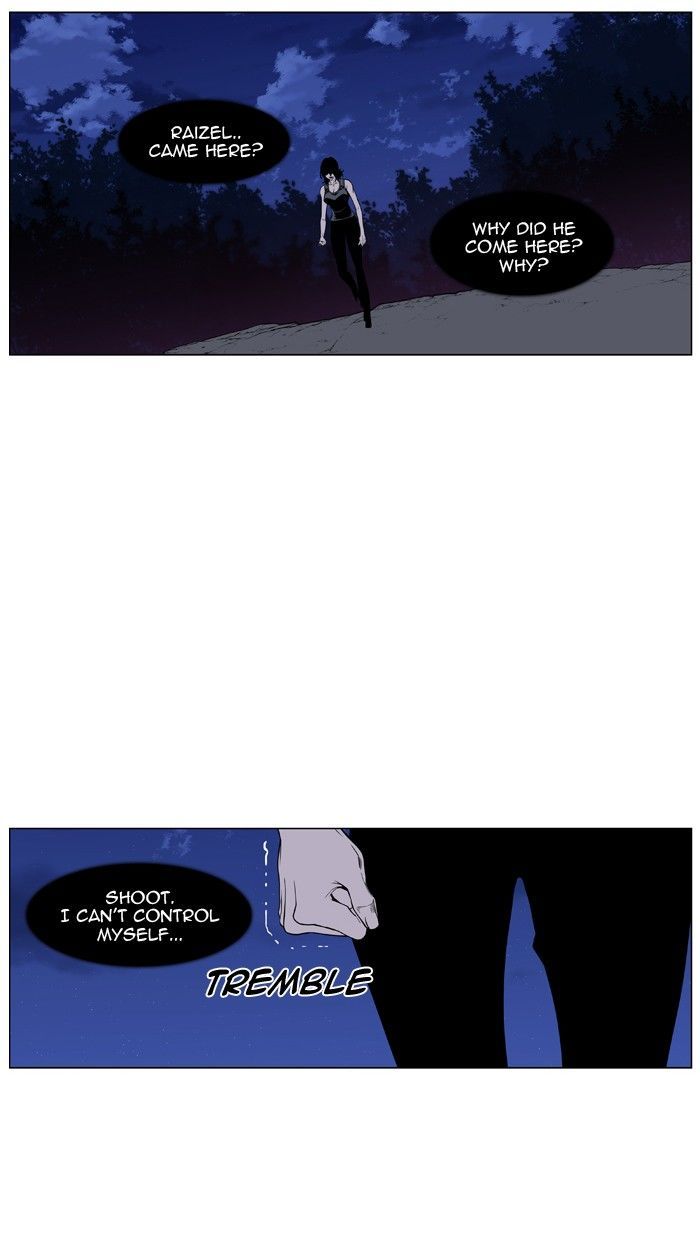 RAIZEL..
CAME HERE?
WHY DID HE
COME HERE?
WHY?
SHOOT.
I CAN'T CONTROL
MYSELF...
TREMBLE